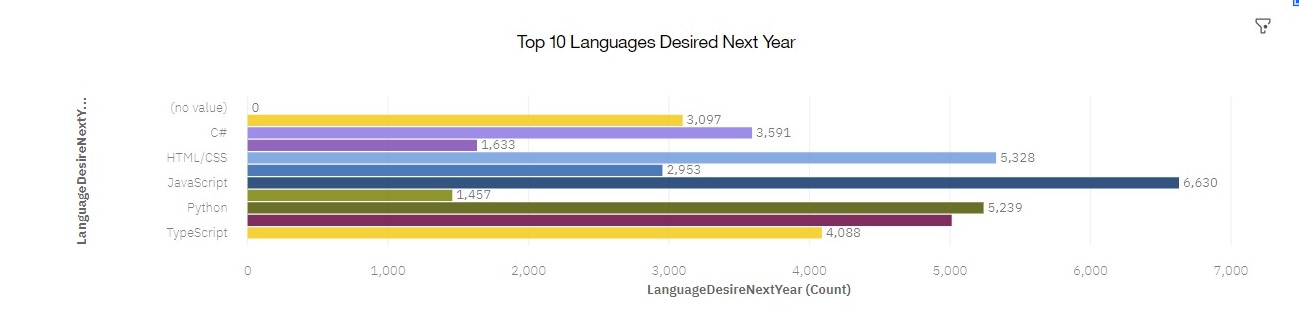 Top 10 Languages Desired Next Year
LanguageDesireNextY...
(no value) 0
3,097
C# 3,591
1,633
HTML/CSS 5,328
2,953
JavaScript 6,630
1,457
Python 5,239
TypeScript 4,088
0 1,000 2,000 3,000 4,000 5,000 6,000 7,000
LanguageDesireNextYear (Count)